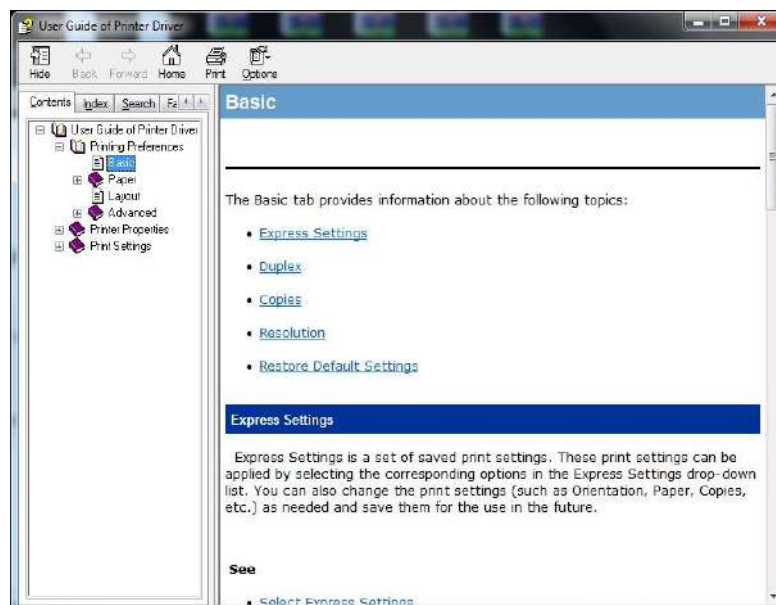 User Guide of Printer Driver
Hide Back Forward Home Print Options
Contents Index Search Fa
User Guide of Printer Driver
Printing Preferences
Basic
Paper
Layout
Advanced
Printer Properties
Print Settings
Basic
The Basic tab provides information about the following topics:
• Express Settings
• Duplex
• Copies
• Resolution
• Restore Default Settings
Express Settings
Express Settings is a set of saved print settings. These print settings can be
applied by selecting the corresponding options in the Express Settings drop-down
list. You can also change the print settings (such as Orientation, Paper, Copies,
etc.) as needed and save them for the use in the future.
See
• Select Express Settings